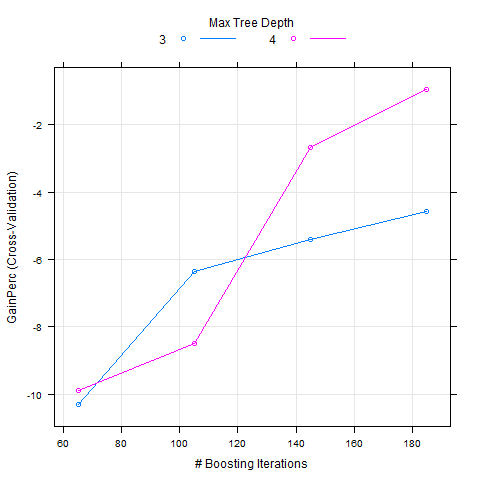 Max Tree Depth
3 4
-2
-4
-6
-8
-10
GainPerc (Cross-Validation)
60 80 100 120 140 160 180
# Boosting Iterations